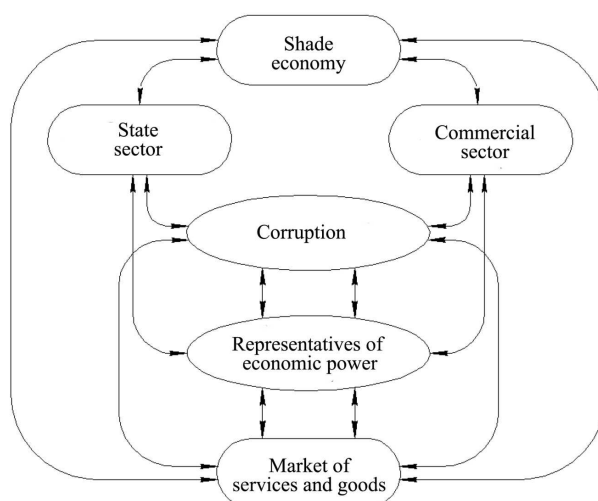 Shade
economy
State
sector
Commercial
sector
Corruption
Representatives of
economic power
Market of
services and goods